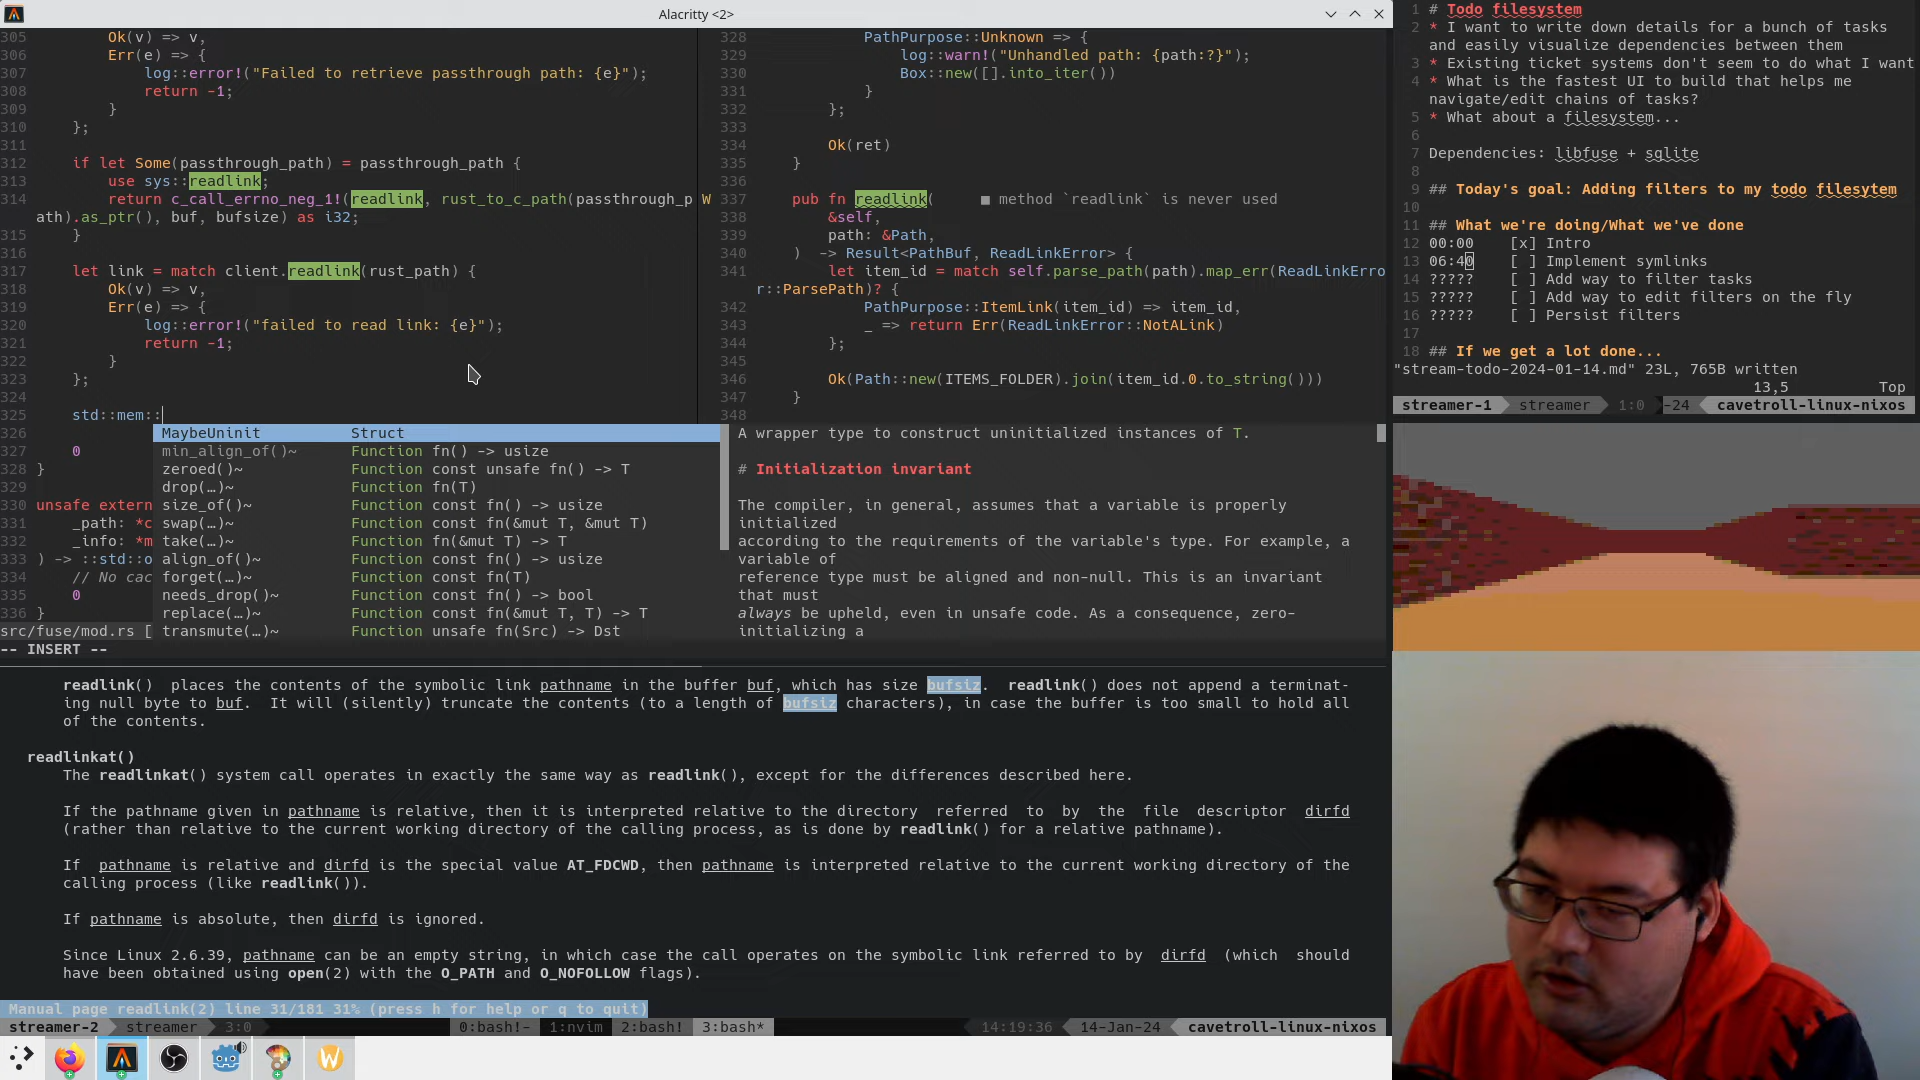 Alacritty <2>
305         Ok(v) => v,
306         Err(e) => {
307             log::error!("Failed to retrieve passthrough path: {e}");
308             return -1;
309         }
310     };
311
312     if let Some(passthrough_path) = passthrough_path {
313         use sys::readlink;
314         return c_call_errno_neg_1!(readlink, rust_to_c_path(passthrough_p
ath).as_ptr(), buf, bufsize) as i32;
315     }
316
317     let link = match client.readlink(rust_path) {
318         Ok(v) => v,
319         Err(e) => {
320             log::error!("failed to read link: {e}");
321             return -1;
322         }
323     };
324
325     std::mem::
326
327     0
328 }
329
330 unsafe extern
331     _path: *c
332     _info: *m
333 ) -> ::std::o
334     // No cac
335     0
336 }
src/fuse/mod.rs [
MaybeUninit Struct
min_align_of()~ Function fn() -> usize
zeroed()~ Function const unsafe fn() -> T
drop(…)~ Function fn(T)
size_of()~ Function const fn() -> usize
swap(…)~ Function const fn(&mut T, &mut T)
take(…)~ Function fn(&mut T) -> T
align_of()~ Function const fn() -> usize
forget(…)~ Function const fn(T)
needs_drop()~ Function const fn() -> bool
replace(…)~ Function const fn(&mut T, T) -> T
transmute(…)~ Function unsafe fn(Src) -> Dst
328             PathPurpose::Unknown => {
329                 log::warn!("Unhandled path: {path:?}");
330                 Box::new([].into_iter())
331             }
332         };
333
334         Ok(ret)
335     }
336
W 337     pub fn readlink(      ■ method `readlink` is never used
338         &self,
339         path: &Path,
340     ) -> Result<PathBuf, ReadLinkError> {
341         let item_id = match self.parse_path(path).map_err(ReadLinkErro
r::ParsePath)? {
342             PathPurpose::ItemLink(item_id) => item_id,
343             _ => return Err(ReadLinkError::NotALink)
344         };
345
346         Ok(Path::new(ITEMS_FOLDER).join(item_id.0.to_string()))
347     }
348
A wrapper type to construct uninitialized instances of T.
# Initialization invariant
The compiler, in general, assumes that a variable is properly
initialized
according to the requirements of the variable's type. For example, a
variable of
reference type must be aligned and non-null. This is an invariant
that must
always be upheld, even in unsafe code. As a consequence, zero-
initializing a
-- INSERT --
readlink() places the contents of the symbolic link pathname in the buffer buf, which has size bufsiz. readlink() does not append a terminat-
ing null byte to buf. It will (silently) truncate the contents (to a length of bufsiz characters), in case the buffer is too small to hold all
of the contents.
readlinkat()
The readlinkat() system call operates in exactly the same way as readlink(), except for the differences described here.
If the pathname given in pathname is relative, then it is interpreted relative to the directory referred to by the file descriptor dirfd
(rather than relative to the current working directory of the calling process, as is done by readlink() for a relative pathname).
If pathname is relative and dirfd is the special value AT_FDCWD, then pathname is interpreted relative to the current working directory of the
calling process (like readlink()).
If pathname is absolute, then dirfd is ignored.
Since Linux 2.6.39, pathname can be an empty string, in which case the call operates on the symbolic link referred to by dirfd (which should
have been obtained using open(2) with the O_PATH and O_NOFOLLOW flags).
Manual page readlink(2) line 31/181 31% (press h for help or q to quit)
streamer-2 streamer 3:0 0:bash!- 1:nvim 2:bash! 3:bash* 14:19:36 14-Jan-24 cavetroll-linux-nixos
1 # Todo filesystem
2 * I want to write down details for a bunch of tasks
and easily visualize dependencies between them
3 * Existing ticket systems don't seem to do what I want
4 * What is the fastest UI to build that helps me
navigate/edit chains of tasks?
5 * What about a filesystem...
6
7 Dependencies: libfuse + sqlite
8
9 ## Today's goal: Adding filters to my todo filesytem
10
11 ## What we're doing/What we've done
12 00:00    [x] Intro
13 06:40    [ ] Implement symlinks
14 ?????    [ ] Add way to filter tasks
15 ?????    [ ] Add way to edit filters on the fly
16 ?????    [ ] Persist filters
17
18 ## If we get a lot done...
"stream-todo-2024-01-14.md" 23L, 765B written
13,5 Top
streamer-1 streamer 1:0 -24 cavetroll-linux-nixos